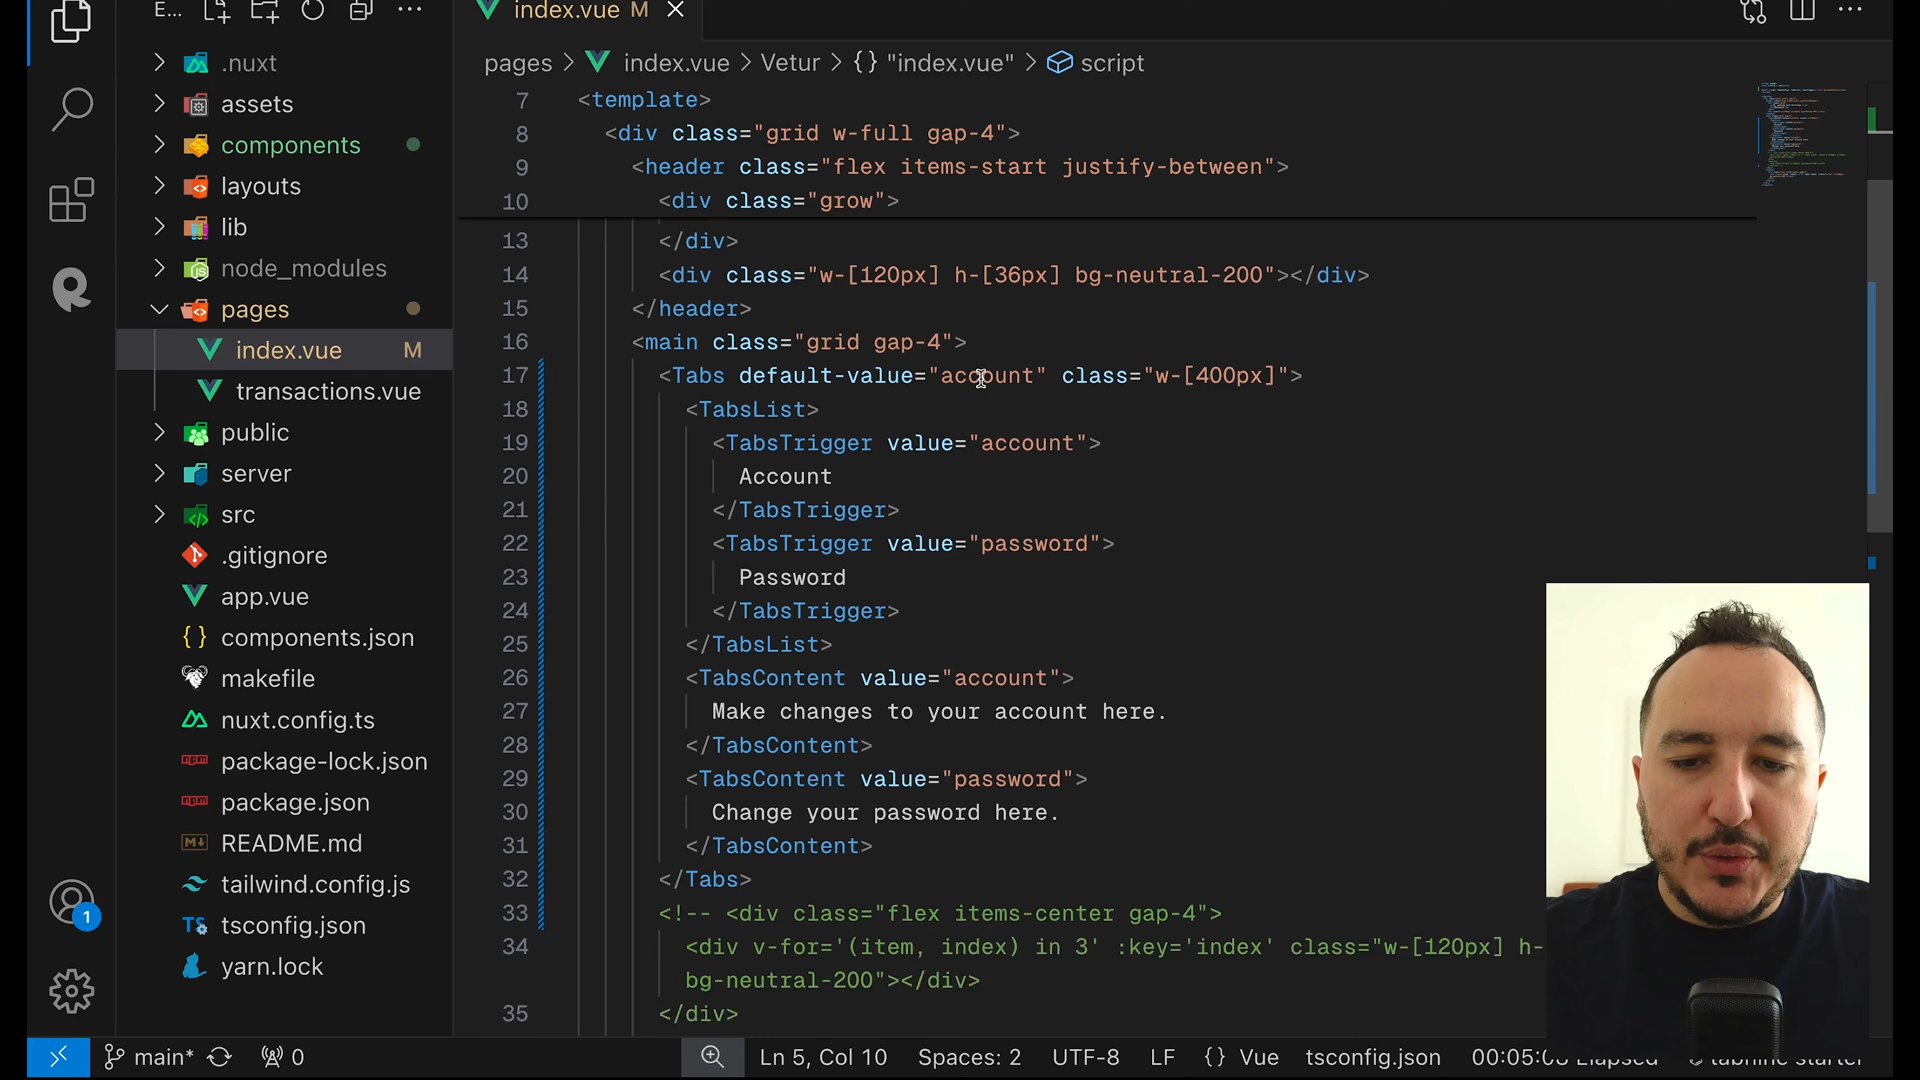 E...
index.vue M
pages > index.vue > Vetur > {} "index.vue" > script
.nuxt
assets
components
layouts
lib
node_modules
pages
index.vue M
transactions.vue
public
server
src
.gitignore
app.vue
components.json
makefile
nuxt.config.ts
package-lock.json
package.json
README.md
tailwind.config.js
tsconfig.json
yarn.lock
7 <template>
8 <div class="grid w-full gap-4">
9 <header class="flex items-start justify-between">
10 <div class="grow">
13 </div>
14 <div class="w-[120px] h-[36px] bg-neutral-200"></div>
15 </header>
16 <main class="grid gap-4">
17 <Tabs default-value="account" class="w-[400px]">
18 <TabsList>
19 <TabsTrigger value="account">
20 Account
21 </TabsTrigger>
22 <TabsTrigger value="password">
23 Password
24 </TabsTrigger>
25 </TabsList>
26 <TabsContent value="account">
27 Make changes to your account here.
28 </TabsContent>
29 <TabsContent value="password">
30 Change your password here.
31 </TabsContent>
32 </Tabs>
33 <!-- <div class="flex items-center gap-4">
34 <div v-for='(item, index) in 3' :key='index' class="w-[120px] h-
bg-neutral-200"></div>
35 </div>
1
main* 0 Ln 5, Col 10 Spaces: 2 UTF-8 LF {} Vue tsconfig.json